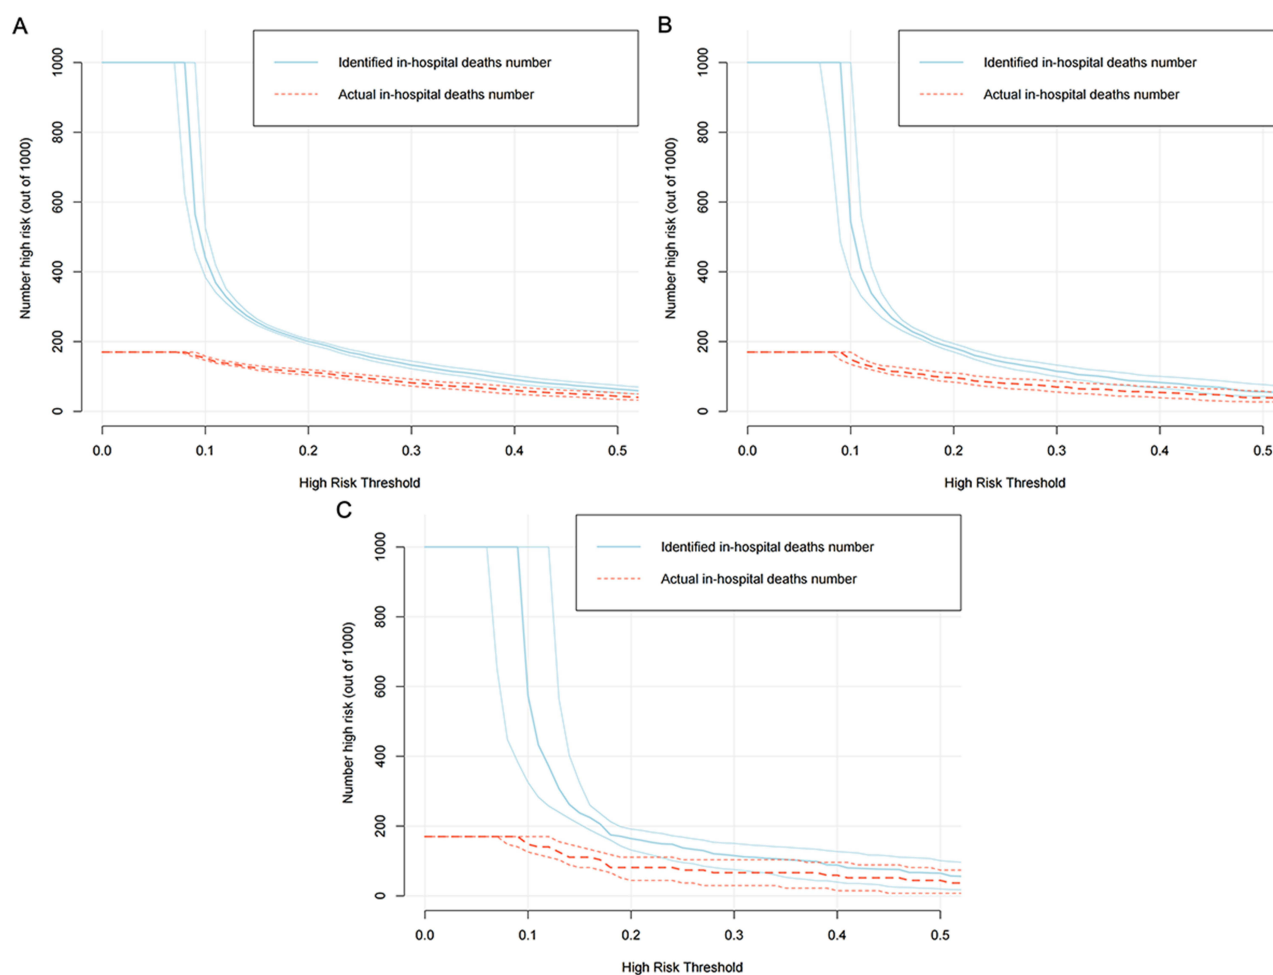 A
Identified in-hospital deaths number
Actual in-hospital deaths number
Number high risk (out of 1000)
1000
800
600
400
200
0
0.0 0.1 0.2 0.3 0.4 0.5
High Risk Threshold
B
Identified in-hospital deaths number
Actual in-hospital deaths number
Number high risk (out of 1000)
1000
800
600
400
200
0
0.0 0.1 0.2 0.3 0.4 0.5
High Risk Threshold
C
Identified in-hospital deaths number
Actual in-hospital deaths number
Number high risk (out of 1000)
1000
800
600
400
200
0
0.0 0.1 0.2 0.3 0.4 0.5
High Risk Threshold